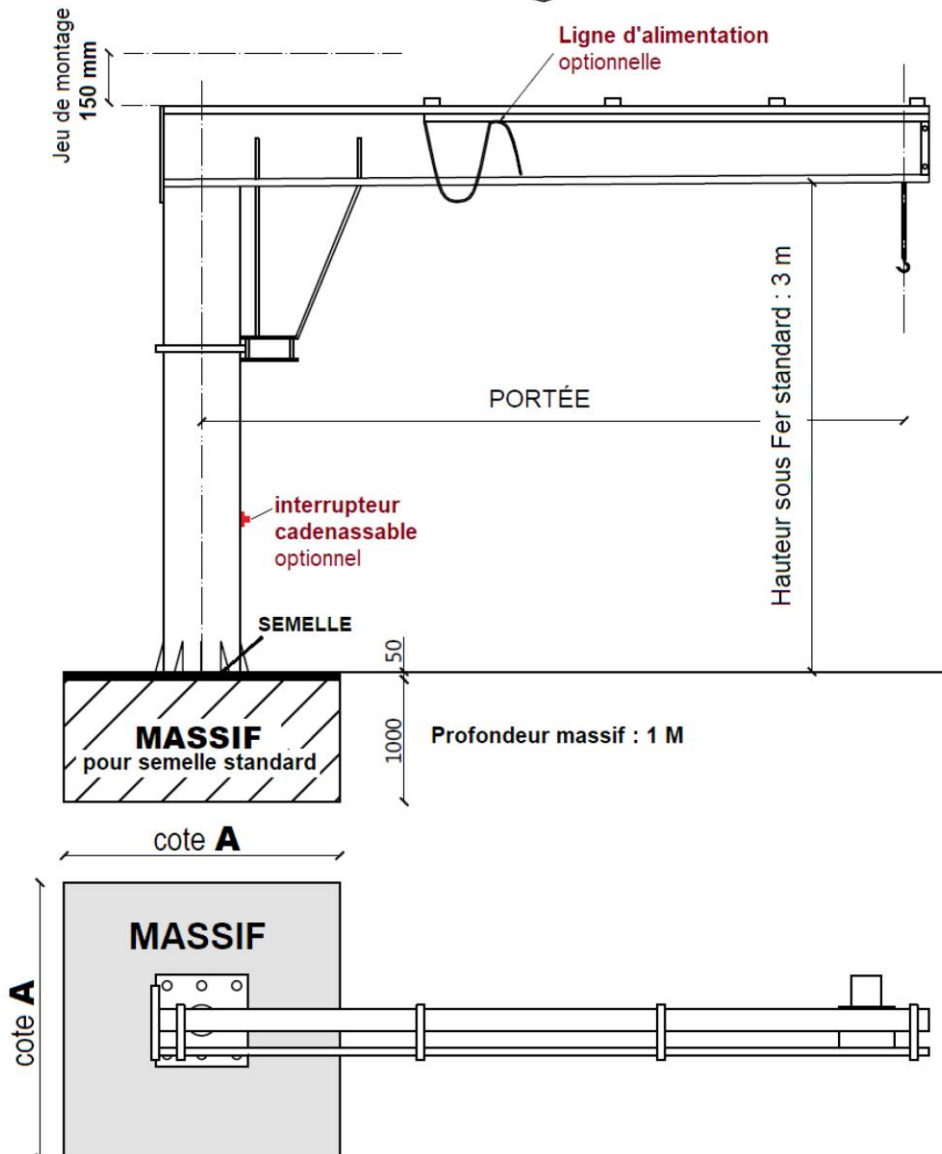 Jeu de montage
150 mm
Ligne d'alimentation
optionnelle
Hauteur sous Fer standard : 3 m
PORTÉE
interrupteur
cadenassable
optionnel
SEMELLE
50
1000
MASSIF
pour semelle standard
Profondeur massif : 1 M
cote A
cote A
MASSIF